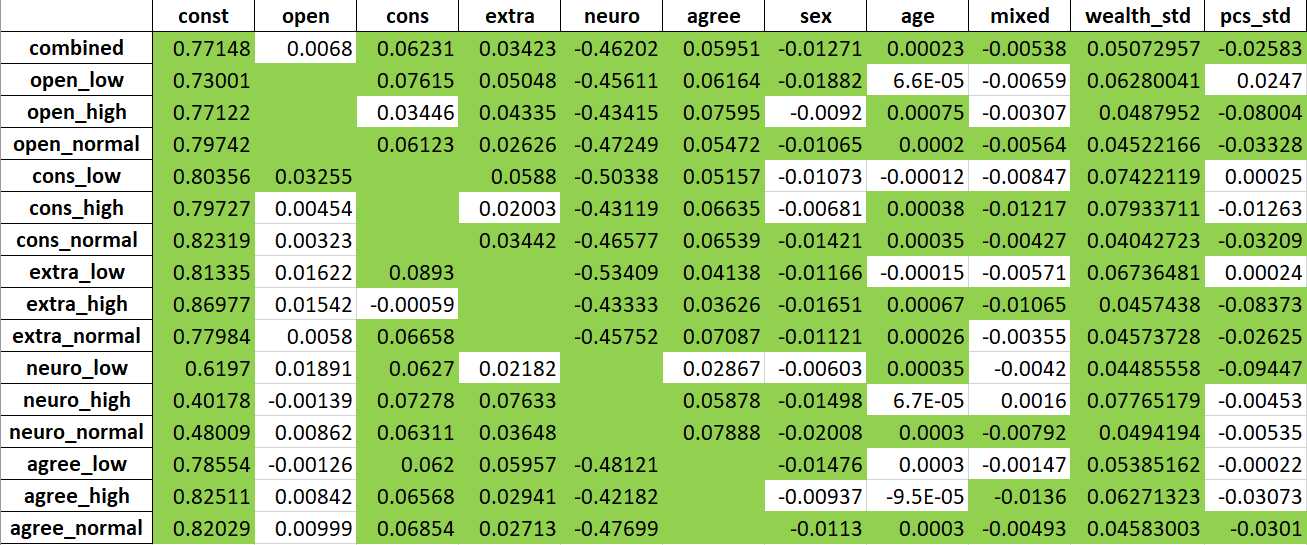 const open cons extra neuro agree sex age mixed wealth_std pcs_std
combined 0.77148 0.0068 0.06231 0.03423 -0.46202 0.05951 -0.01271 0.00023 -0.00538 0.05072957 -0.02583
open_low 0.73001 0.07615 0.05048 -0.45611 0.06164 -0.01882 6.6E-05 -0.00659 0.06280041 0.0247
open_high 0.77122 0.03446 0.04335 -0.43415 0.07595 -0.0092 0.00075 -0.00307 0.0487952 -0.08004
open_normal 0.79742 0.06123 0.02626 -0.47249 0.05472 -0.01065 0.0002 -0.00564 0.04522166 -0.03328
cons_low 0.80356 0.03255 0.0588 -0.50338 0.05157 -0.01073 -0.00012 -0.00847 0.07422119 0.00025
cons_high 0.79727 0.00454 0.02003 -0.43119 0.06635 -0.00681 0.00038 -0.01217 0.07933711 -0.01263
cons_normal 0.82319 0.00323 0.03442 -0.46577 0.06539 -0.01421 0.00035 -0.00427 0.04042723 -0.03209
extra_low 0.81335 0.01622 0.0893 -0.53409 0.04138 -0.01166 -0.00015 -0.00571 0.06736481 0.00024
extra_high 0.86977 0.01542 -0.00059 -0.43333 0.03626 -0.01651 0.00067 -0.01065 0.0457438 -0.08373
extra_normal 0.77984 0.0058 0.06658 -0.45752 0.07087 -0.01121 0.00026 -0.00355 0.04573728 -0.02625
neuro_low 0.6197 0.01891 0.0627 0.02182 0.02867 -0.00603 0.00035 -0.0042 0.04485558 -0.09447
neuro_high 0.40178 -0.00139 0.07278 0.07633 0.05878 -0.01498 6.7E-05 0.0016 0.07765179 -0.00453
neuro_normal 0.48009 0.00862 0.06311 0.03648 0.07888 -0.02008 0.0003 -0.00792 0.0494194 -0.00535
agree_low 0.78554 -0.00126 0.062 0.05957 -0.48121 -0.01476 0.0003 -0.00147 0.05385162 -0.00022
agree_high 0.82511 0.00842 0.06568 0.02941 -0.42182 -0.00937 -9.5E-05 -0.0136 0.06271323 -0.03073
agree_normal 0.82029 0.00999 0.06854 0.02713 -0.47699 -0.0113 0.0003 -0.00493 0.04583003 -0.0301